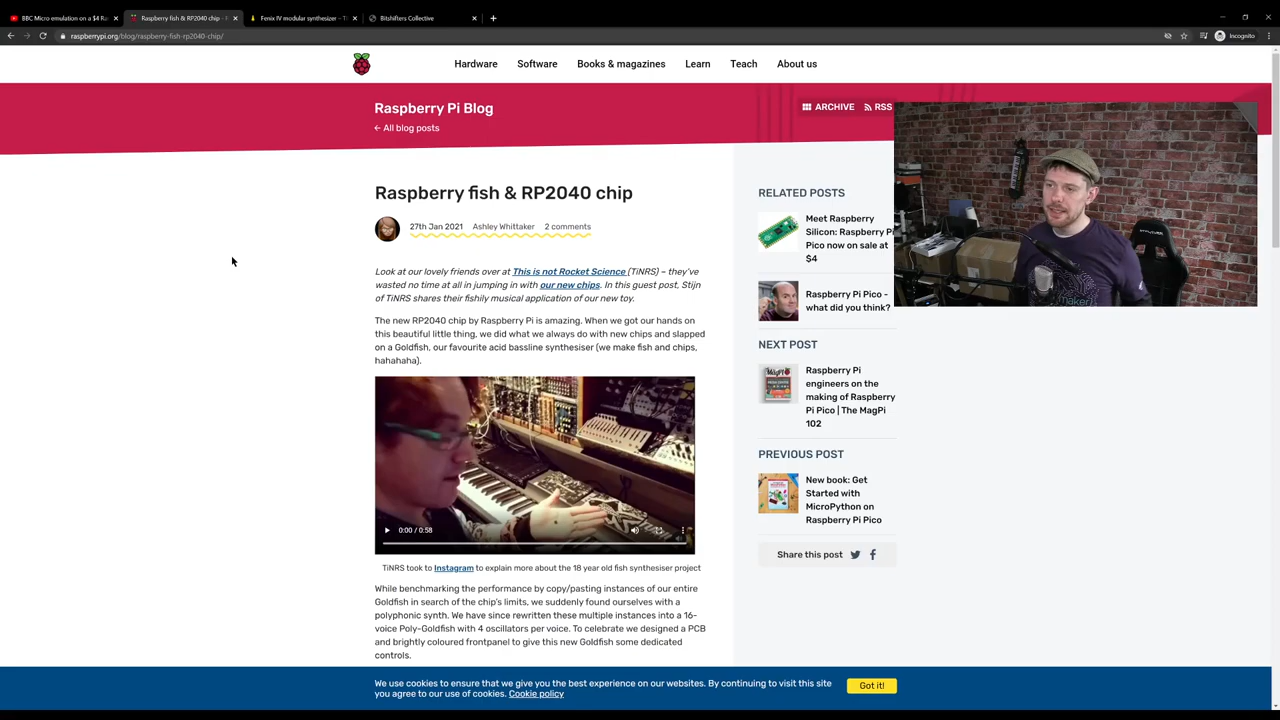 BBC Micro emulation on a $4 Ra
Raspberry fish & RP2040 chip -
Fenix IV modular synthesizer –
Bitshifters Collective
raspberrypi.org/blog/raspberry-fish-rp2040-chip/
Incognito
Hardware Software Books & magazines Learn Teach About us
Raspberry Pi Blog
ARCHIVE RSS
← All blog posts
Raspberry fish & RP2040 chip
27th Jan 2021 Ashley Whittaker 2 comments
Look at our lovely friends over at This is not Rocket Science (TiNRS) – they've
wasted no time at all in jumping in with our new chips. In this guest post, Stijn
of TiNRS shares their fishily musical application of our new toy.
The new RP2040 chip by Raspberry Pi is amazing. When we got our hands on
this beautiful little thing, we did what we always do with new chips and slapped
on a Goldfish, our favourite acid bassline synthesiser (we make fish and chips,
hahahaha).
0:00 / 0:58
TiNRS took to Instagram to explain more about the 18 year old fish synthesiser project
While benchmarking the performance by copy/pasting instances of our entire
Goldfish in search of the chip's limits, we suddenly found ourselves with a
polyphonic synth. We have since rewritten these multiple instances into a 16-
voice Poly-Goldfish with 4 oscillators per voice. To celebrate we designed a PCB
and brightly coloured frontpanel to give this new Goldfish some dedicated
controls.
RELATED POSTS
Meet Raspberry
Silicon: Raspberry Pi
Pico now on sale at
$4
Raspberry Pi Pico -
what did you think?
NEXT POST
Raspberry Pi
engineers on the
making of Raspberry
Pi Pico | The MagPi
102
PREVIOUS POST
New book: Get
Started with
MicroPython on
Raspberry Pi Pico
Share this post
We use cookies to ensure that we give you the best experience on our websites. By continuing to visit this site
you agree to our use of cookies. Cookie policy
Got it!